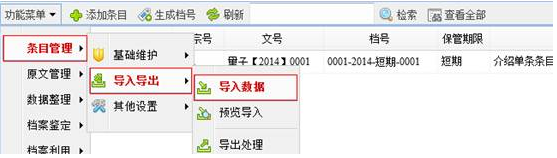 功能菜单 添加条目 生成档号 刷新 检索 查看全部
宗号 文号 档号 保管期限
条目管理 基础维护 量子【2014】0001 0001-2014-短期-0001 短期 介绍单条条目
原文管理 导入导出 导入数据
数据整理 其他设置 预览导入
档案鉴定 导出处理
档案利用